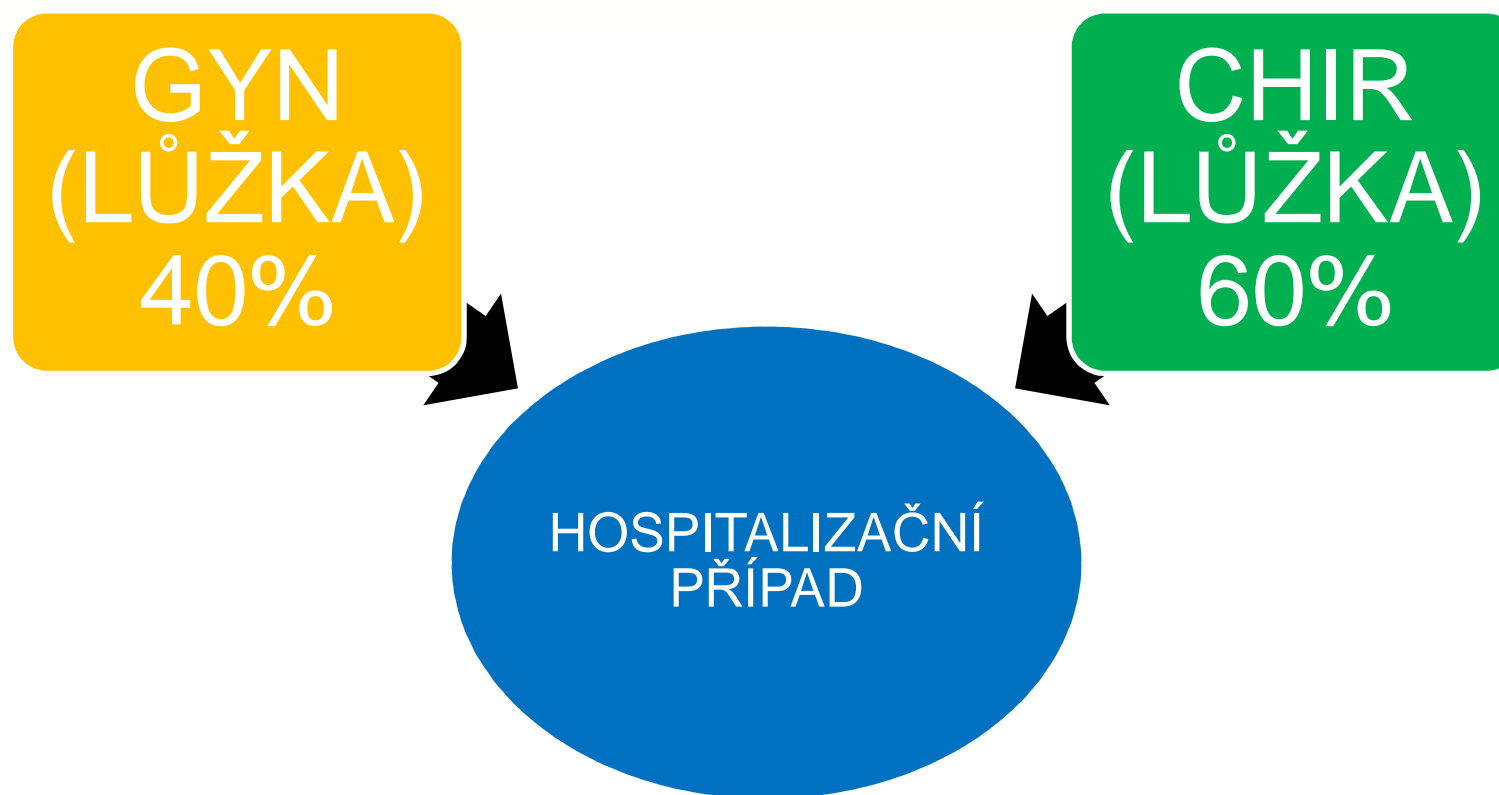 GYN
(LŮŽKA)
40%
CHIR
(LŮŽKA)
60%
HOSPITALIZAČNÍ
PŘÍPAD